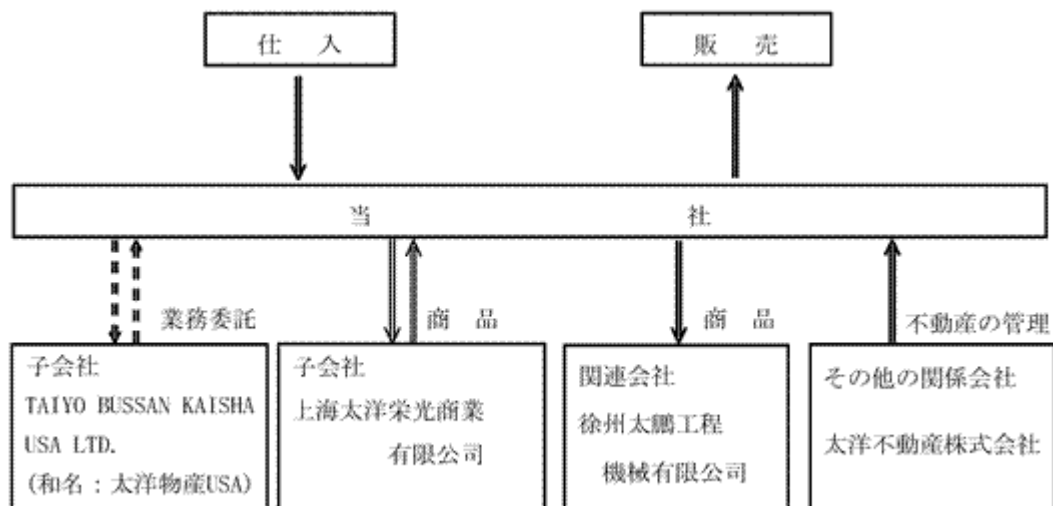 仕 入
販 売
当 社
業務委託
商 品
商 品
不動産の管理
子会社
TAIYO BUSSAN KAISHA
USA LTD.
(和名：太洋物産USA)
子会社
上海太洋栄光商業
有限公司
関連会社
徐州太鵬工程
機械有限公司
その他の関係会社
太洋不動産株式会社